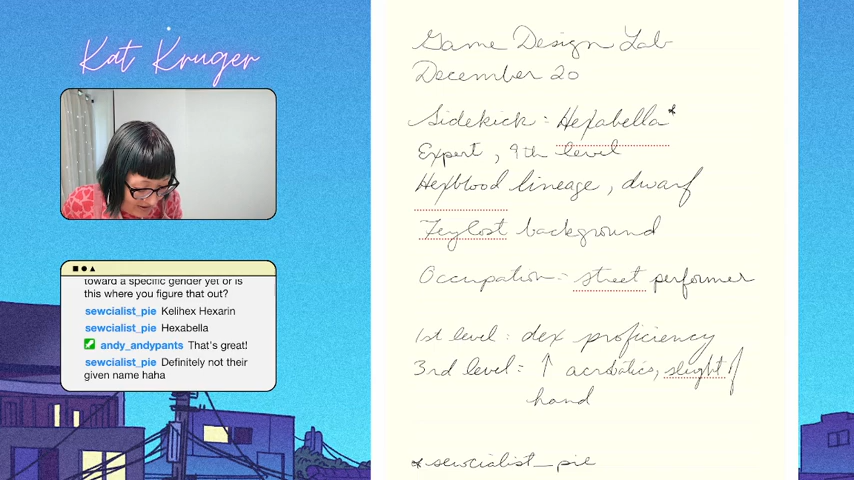 Kat Kruger
toward a specific gender yet or is
this where you figure that out?
sewcialist_pie Kelihex Hexarin
sewcialist_pie Hexabella
andy_andypants That's great!
sewcialist_pie Definitely not their
given name haha
Game Design Lab
December 20
Sidekick: Hexabella*
Expert, 9th level
Hexblood lineage, dwarf
Feylost background
Occupation: street performer
1st level: dex proficiency
3rd level: ↑ acrobatics, slight of
hand
*sewcialist_pie